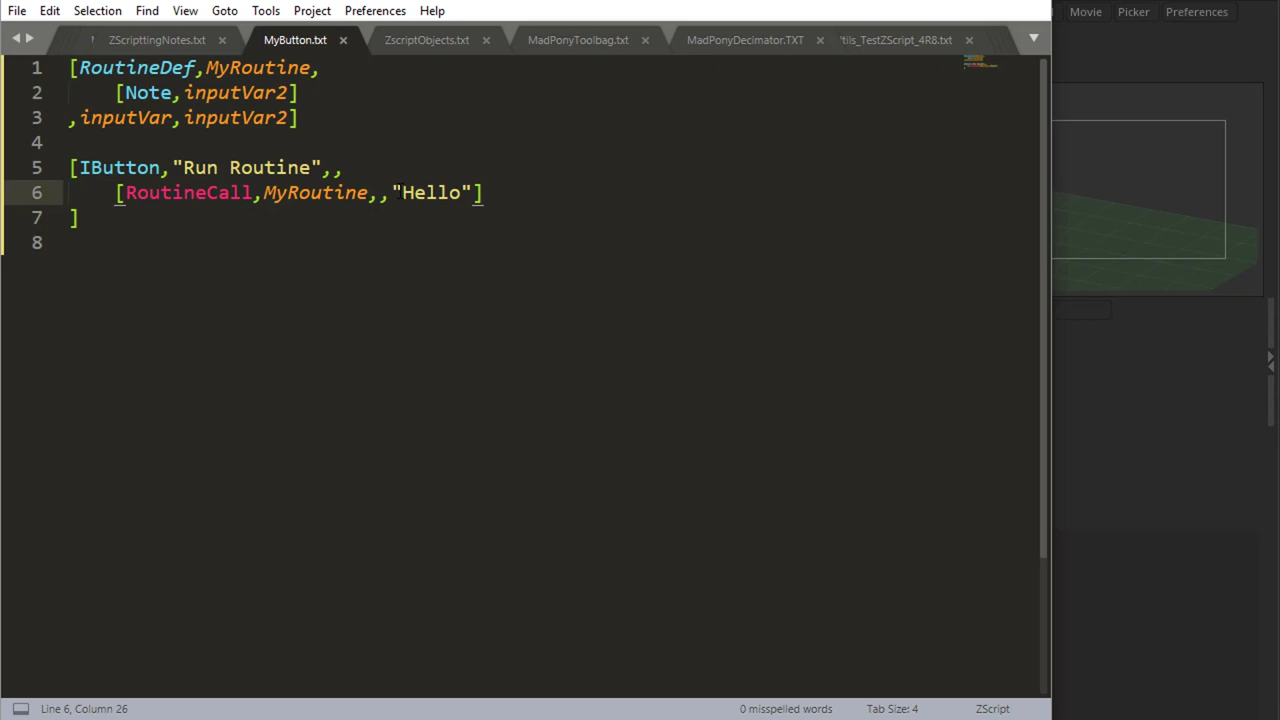 File Edit Selection Find View Goto Tools Project Preferences Help
Movie Picker Preferences
ZScripttingNotes.txt MyButton.txt ZscriptObjects.txt MadPonyToolbag.txt MadPonyDecimator.TXT tils_TestZScript_4R8.txt
1 [RoutineDef,MyRoutine,
2 [Note,inputVar2]
3 ,inputVar,inputVar2]
4
5 [IButton,"Run Routine",,
6 [RoutineCall,MyRoutine,,"Hello"]
7 ]
8
Line 6, Column 26 0 misspelled words Tab Size: 4 ZScript